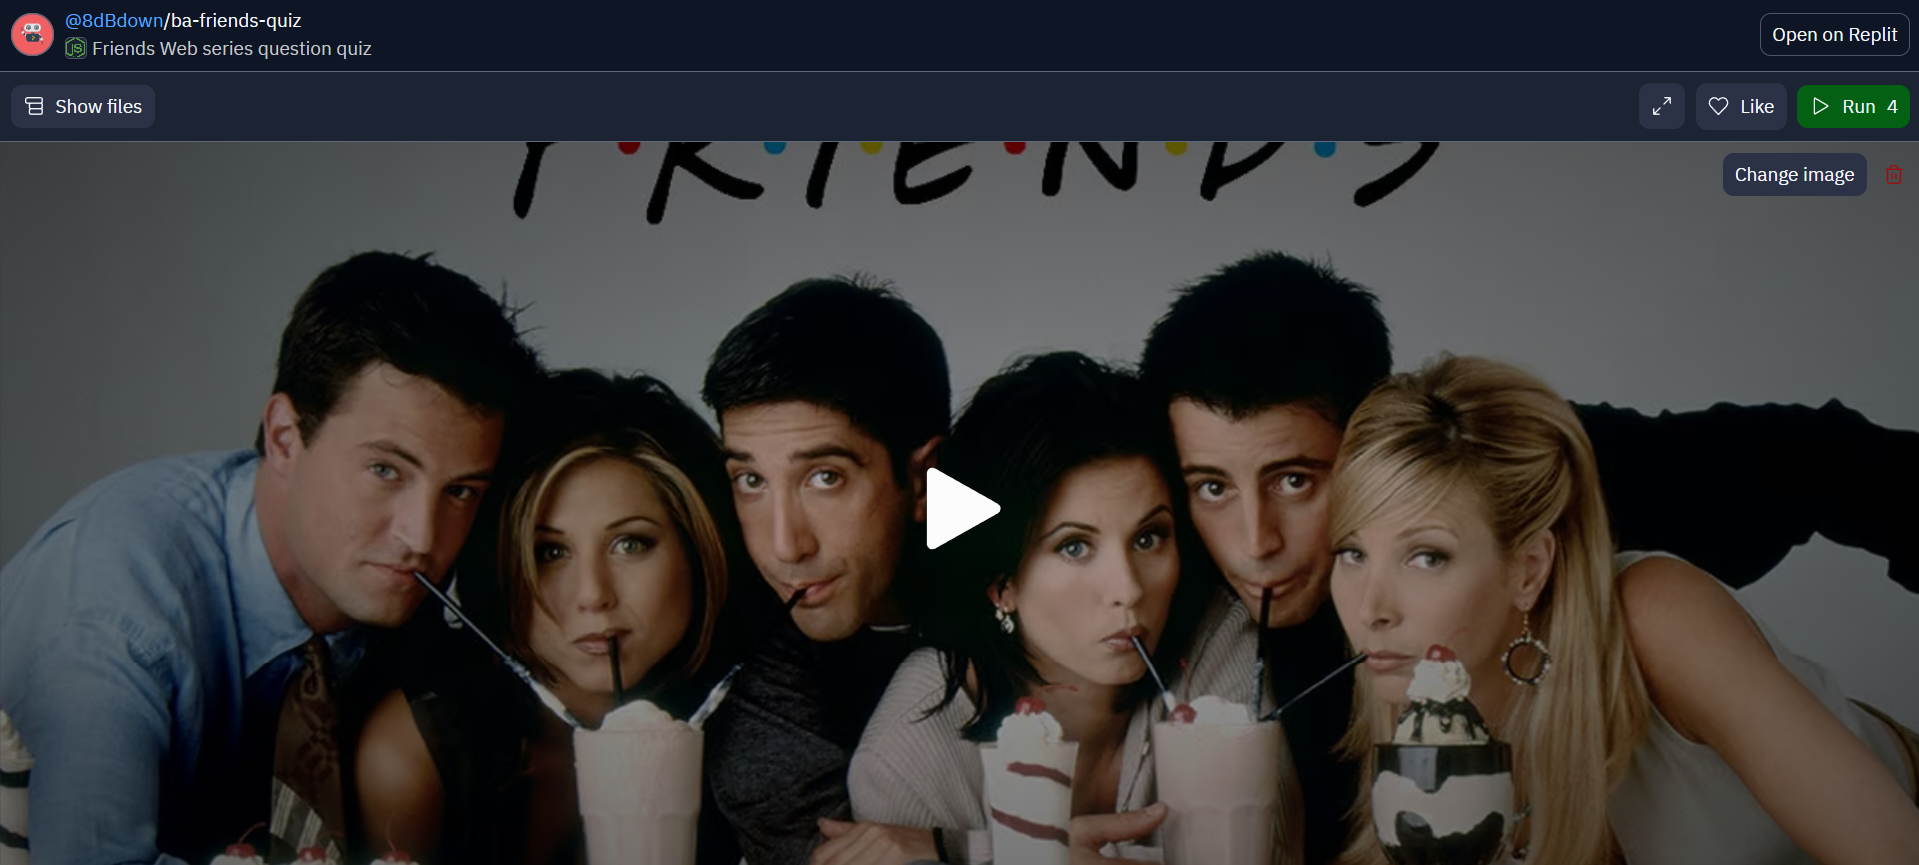 @8dBdown/ba-friends-quiz
Friends Web series question quiz
Open on Replit
Show files
Like
Run 4
Change image
FRIENDS